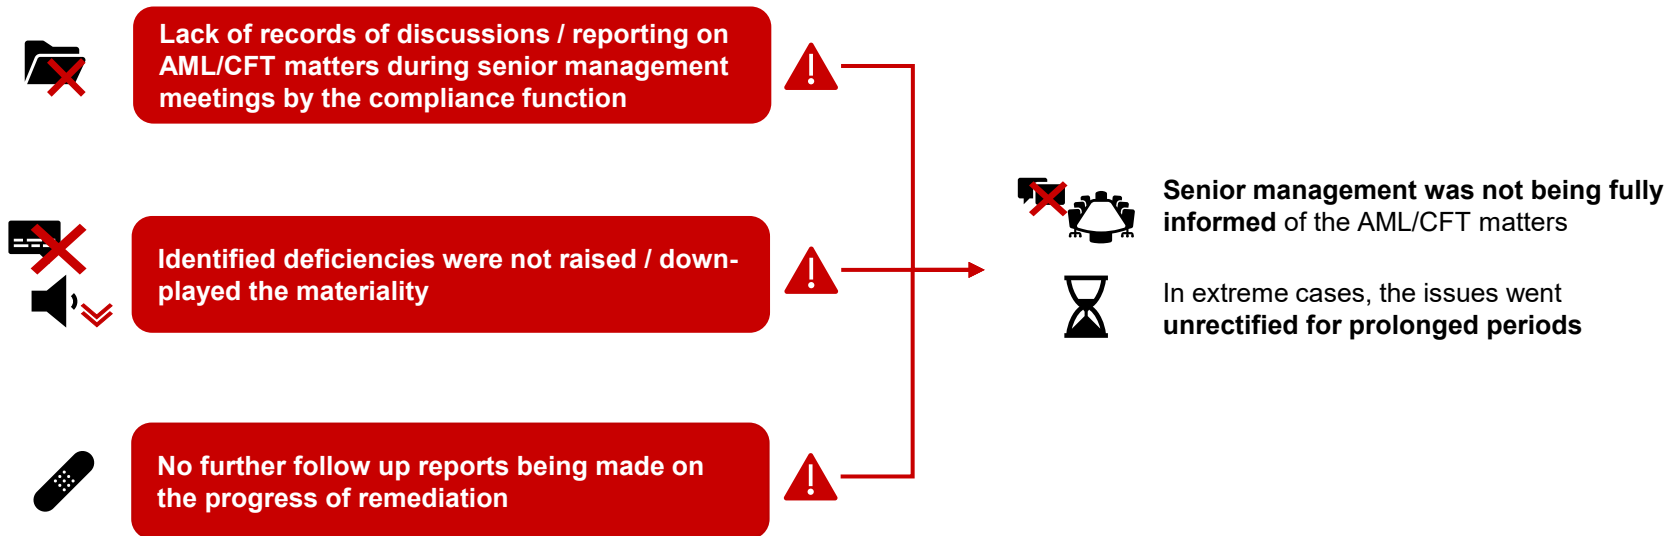 Lack of records of discussions / reporting on
AML/CFT matters during senior management
meetings by the compliance function
Identified deficiencies were not raised / down-
played the materiality
No further follow up reports being made on
the progress of remediation
Senior management was not being fully
informed of the AML/CFT matters
In extreme cases, the issues went
unrectified for prolonged periods